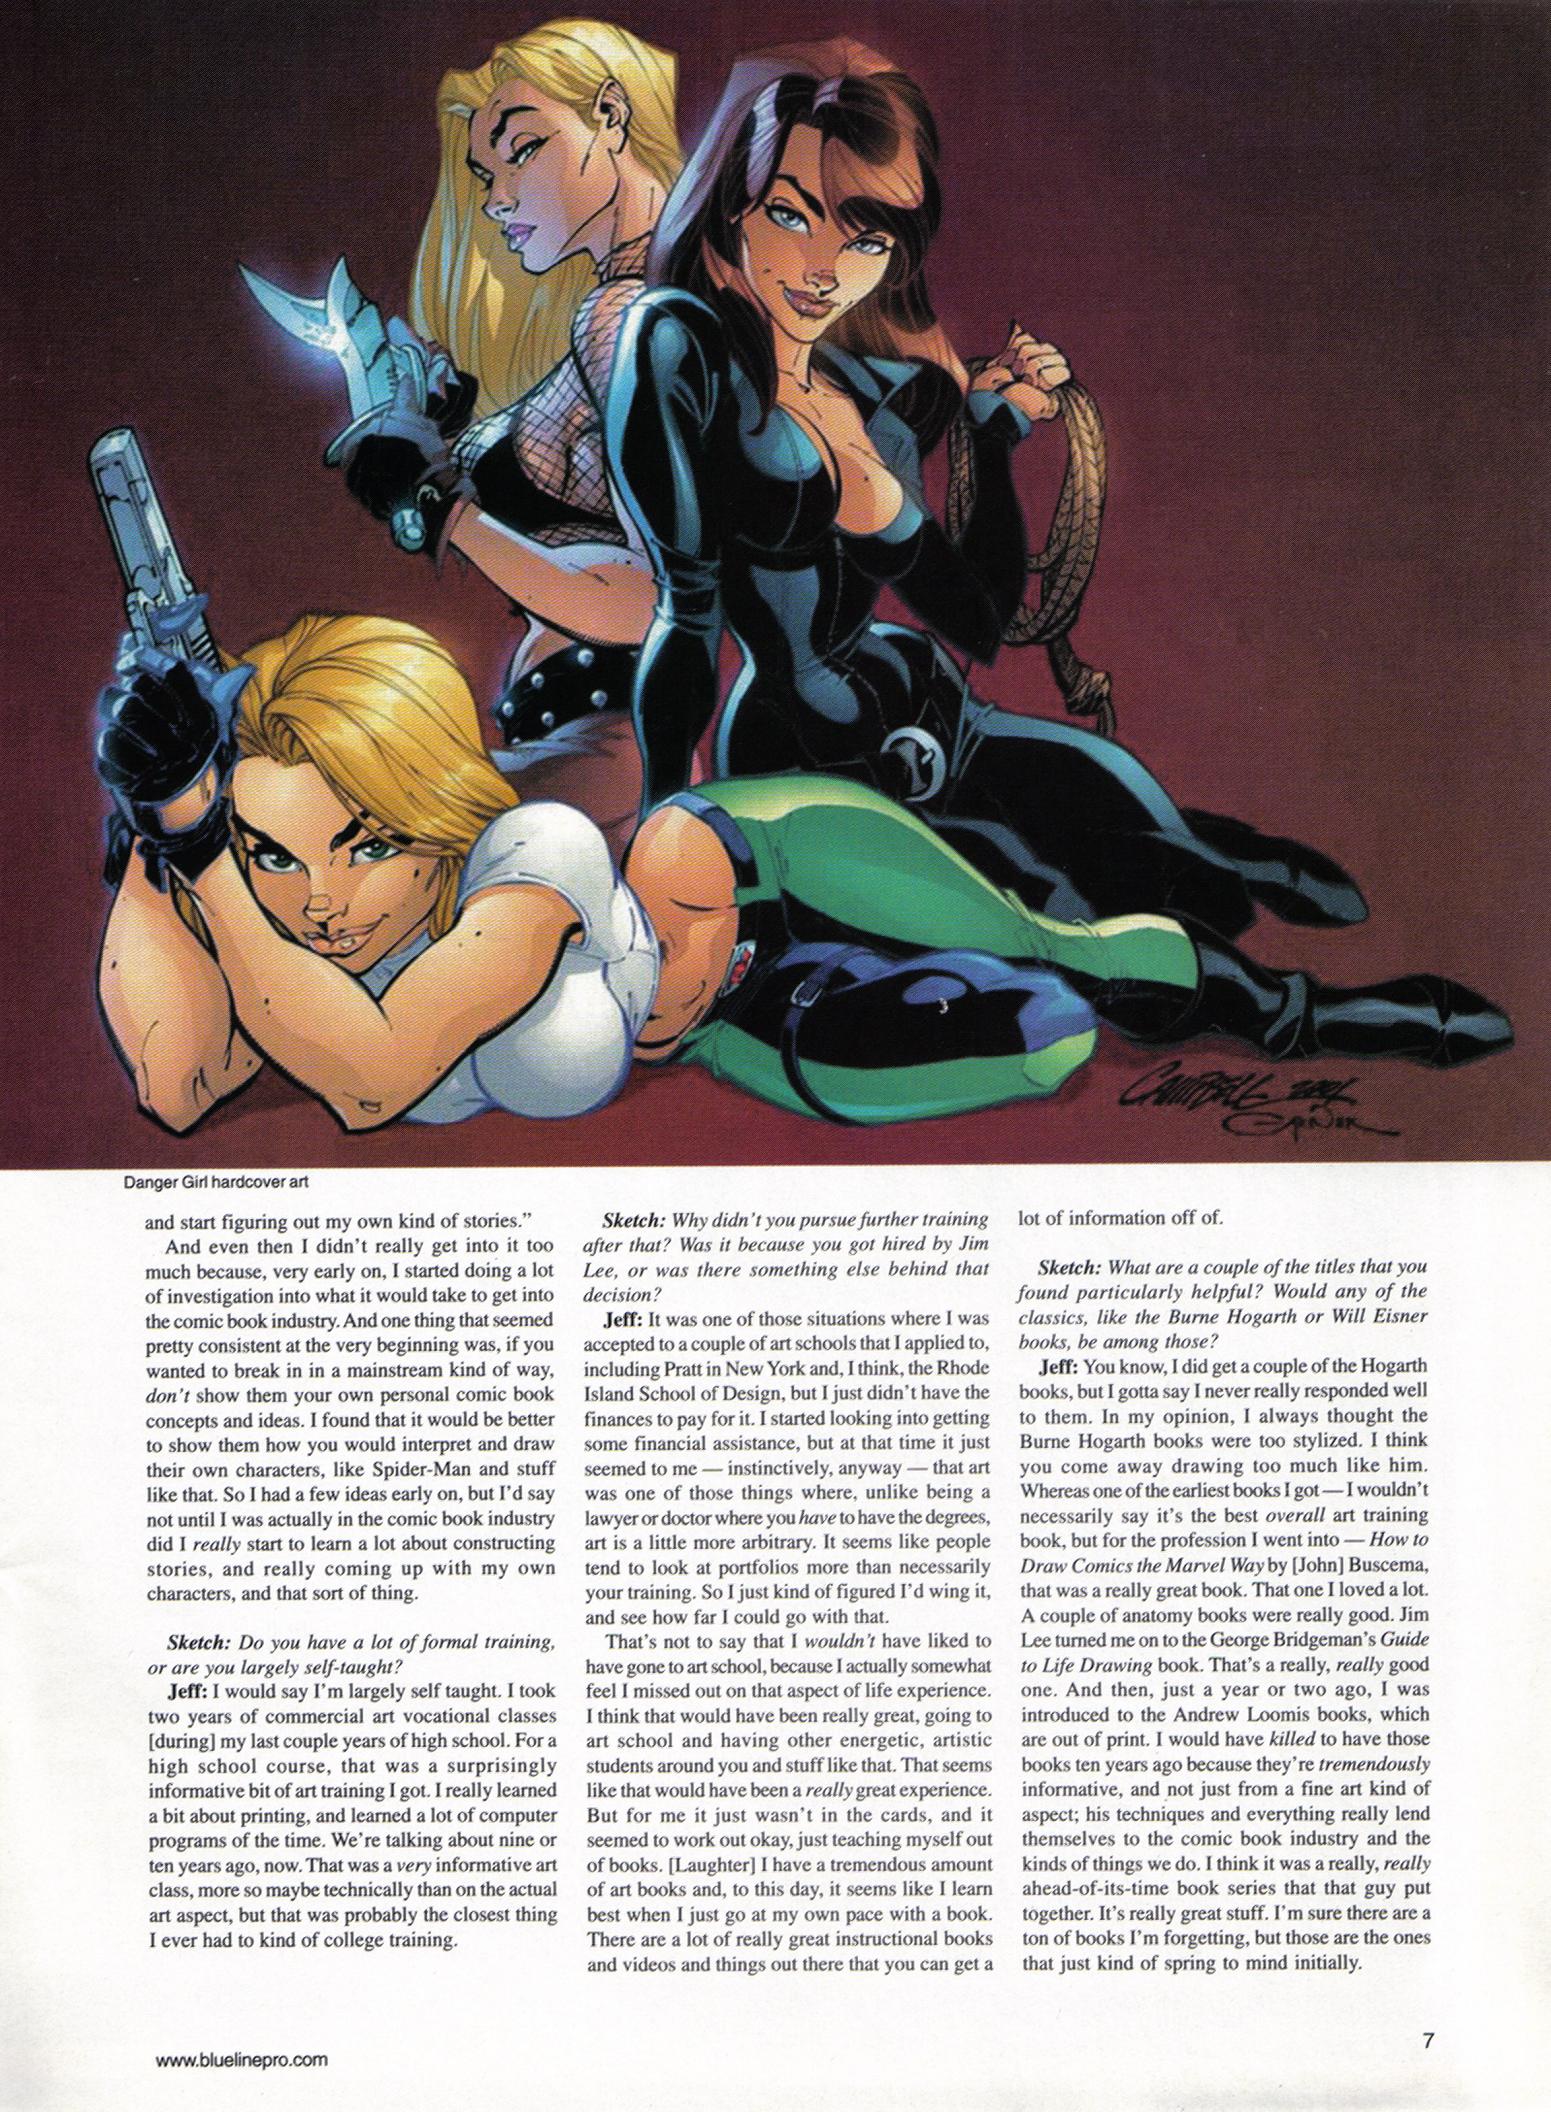 CAMPBELL 2001
Danger Girl hardcover art
and start figuring out my own kind of stories.”
And even then I didn’t really get into it too
much because, very early on, I started doing a lot
of investigation into what it would take to get into
the comic book industry. And one thing that seemed
pretty consistent at the very beginning was, if you
wanted to break in in a mainstream kind of way,
don’t show them your own personal comic book
concepts and ideas. I found that it would be better
to show them how you would interpret and draw
their own characters, like Spider-Man and stuff
like that. So I had a few ideas early on, but I’d say
not until I was actually in the comic book industry
did I really start to learn a lot about constructing
stories, and really coming up with my own
characters, and that sort of thing.
Sketch: Do you have a lot of formal training,
or are you largely self-taught?
Jeff: I would say I’m largely self taught. I took
two years of commercial art vocational classes
[during] my last couple years of high school. For a
high school course, that was a surprisingly
informative bit of art training I got. I really learned
a bit about printing, and learned a lot of computer
programs of the time. We’re talking about nine or
ten years ago, now. That was a very informative art
class, more so maybe technically than on the actual
art aspect, but that was probably the closest thing
I ever had to kind of college training.
Sketch: Why didn’t you pursue further training
after that? Was it because you got hired by Jim
Lee, or was there something else behind that
decision?
Jeff: It was one of those situations where I was
accepted to a couple of art schools that I applied to,
including Pratt in New York and, I think, the Rhode
Island School of Design, but I just didn’t have the
finances to pay for it. I started looking into getting
some financial assistance, but at that time it just
seemed to me — instinctively, anyway — that art
was one of those things where, unlike being a
lawyer or doctor where you have to have the degrees,
art is a little more arbitrary. It seems like people
tend to look at portfolios more than necessarily
your training. So I just kind of figured I’d wing it,
and see how far I could go with that.
That’s not to say that I wouldn’t have liked to
have gone to art school, because I actually somewhat
feel I missed out on that aspect of life experience.
I think that would have been really great, going to
art school and having other energetic, artistic
students around you and stuff like that. That seems
like that would have been a really great experience.
But for me it just wasn’t in the cards, and it
seemed to work out okay, just teaching myself out
of books. [Laughter] I have a tremendous amount
of art books and, to this day, it seems like I learn
best when I just go at my own pace with a book.
There are a lot of really great instructional books
and videos and things out there that you can get a
lot of information off of.
Sketch: What are a couple of the titles that you
found particularly helpful? Would any of the
classics, like the Burne Hogarth or Will Eisner
books, be among those?
Jeff: You know, I did get a couple of the Hogarth
books, but I gotta say I never really responded well
to them. In my opinion, I always thought the
Burne Hogarth books were too stylized. I think
you come away drawing too much like him.
Whereas one of the earliest books I got — I wouldn’t
necessarily say it’s the best overall art training
book, but for the profession I went into — How to
Draw Comics the Marvel Way by [John] Buscema,
that was a really great book. That one I loved a lot.
A couple of anatomy books were really good. Jim
Lee turned me on to the George Bridgeman’s Guide
to Life Drawing book. That’s a really, really good
one. And then, just a year or two ago, I was
introduced to the Andrew Loomis books, which
are out of print. I would have killed to have those
books ten years ago because they’re tremendously
informative, and not just from a fine art kind of
aspect; his techniques and everything really lend
themselves to the comic book industry and the
kinds of things we do. I think it was a really, really
ahead-of-its-time book series that that guy put
together. It’s really great stuff. I’m sure there are a
ton of books I’m forgetting, but those are the ones
that just kind of spring to mind initially.
www.bluelinepro.com
7